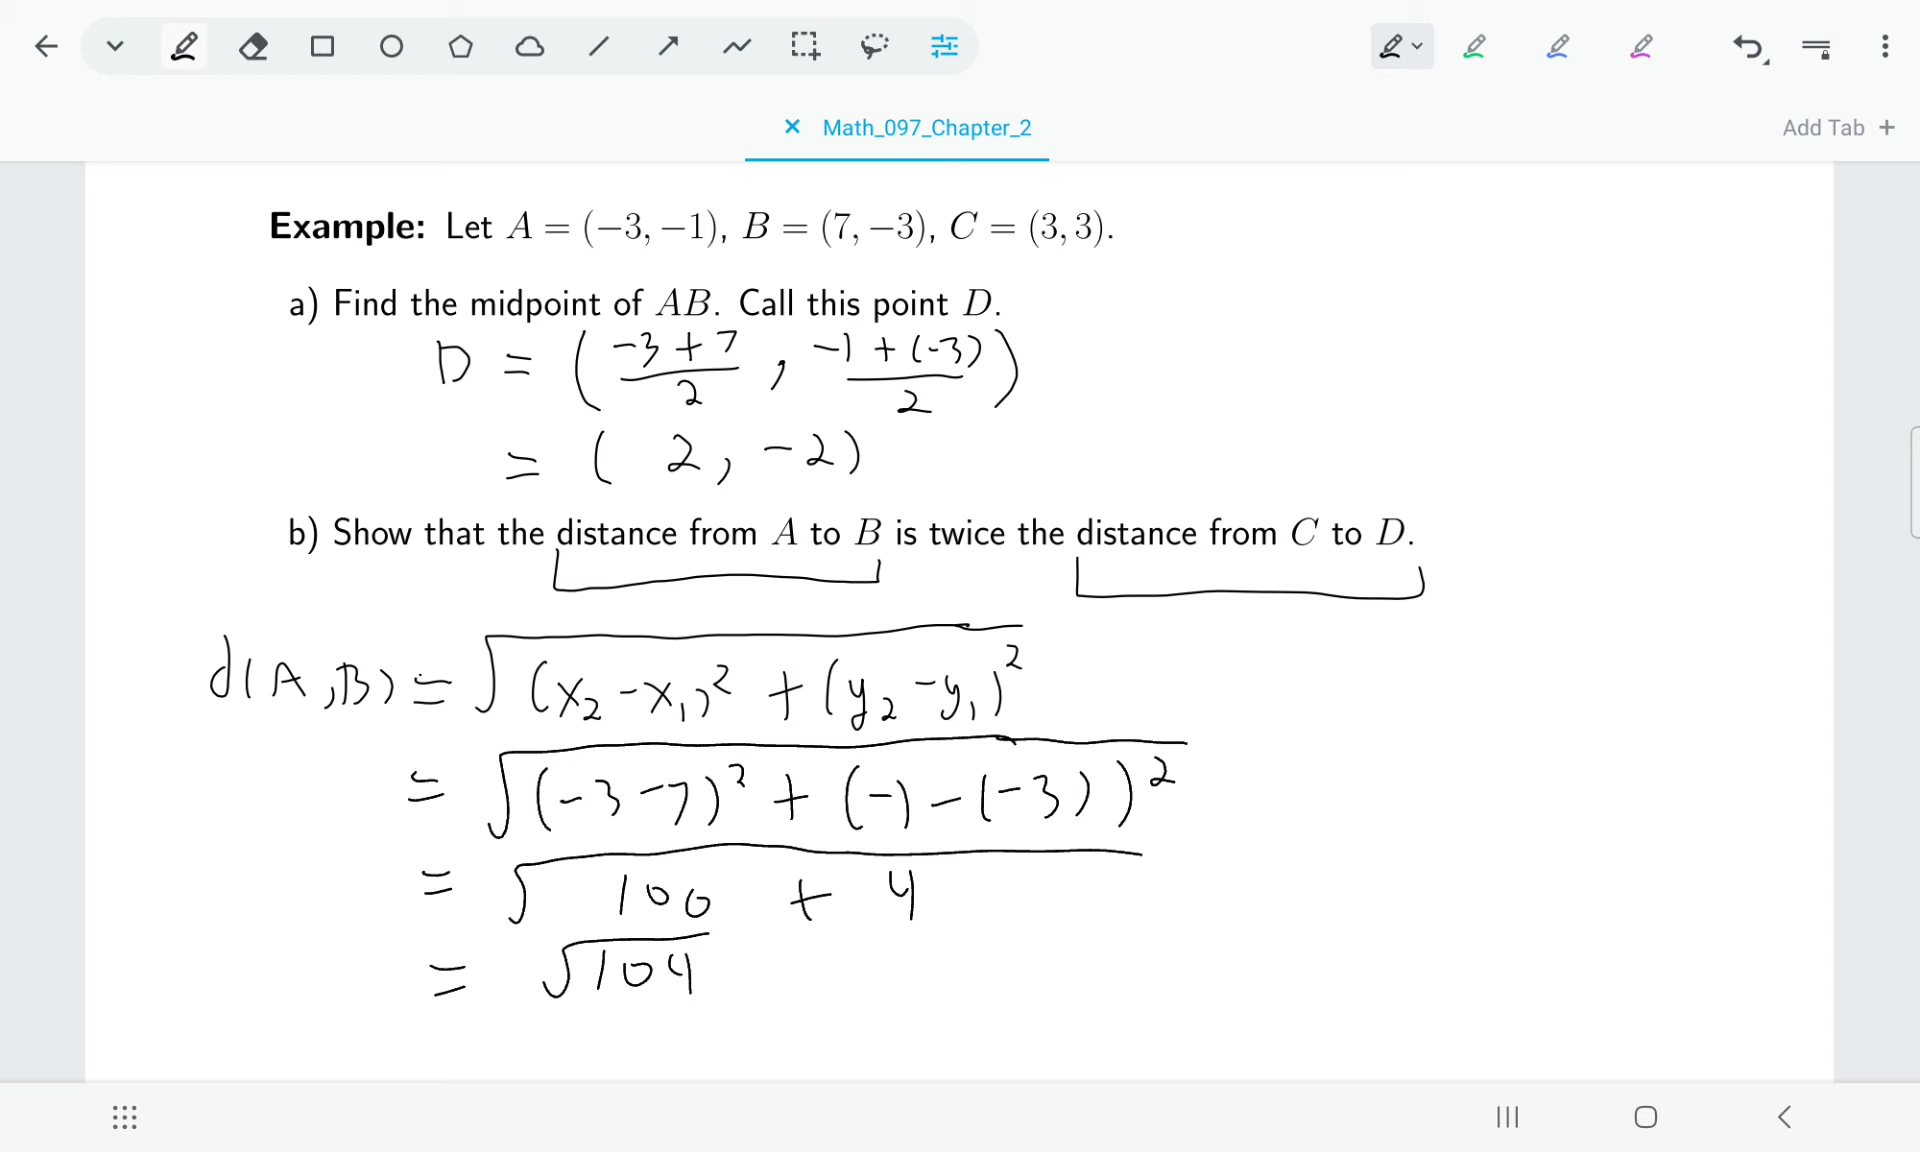 Math_097_Chapter_2
Add Tab +
Example: Let A = (−3, −1), B = (7, −3), C = (3, 3).
a) Find the midpoint of AB. Call this point D.
D = ( (-3 + 7)/2 , (-1 + (-3))/2 )
= ( 2, -2)
b) Show that the distance from A to B is twice the distance from C to D.
d(A,B) = √((x₂ - x₁)² + (y₂ - y₁)²)
= √((-3 - 7)² + (-1 - (-3))²)
= √(100 + 4)
= √104